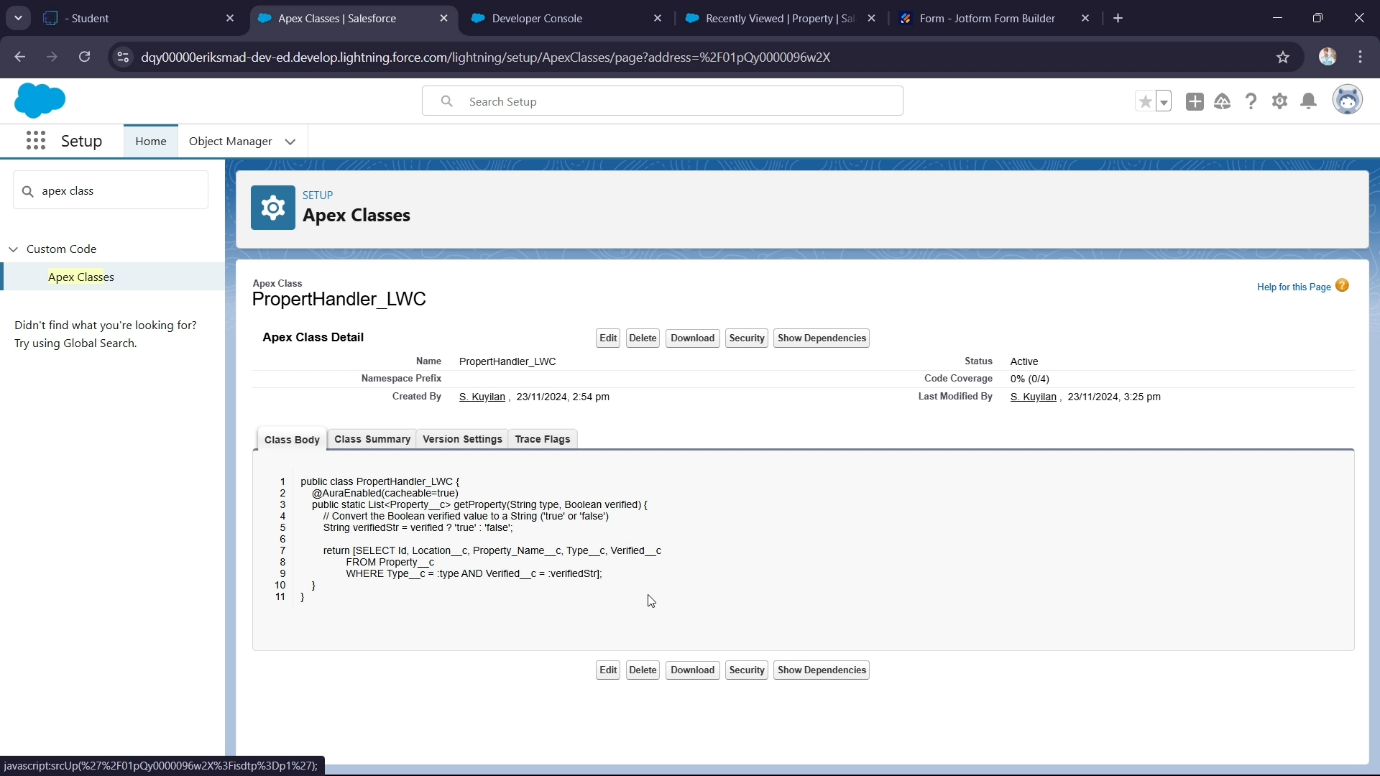 - Student
Apex Classes | Salesforce
Developer Console
Recently Viewed | Property | Sal
Form - Jotform Form Builder
dqy00000eriksmad-dev-ed.develop.lightning.force.com/lightning/setup/ApexClasses/page?address=%2F01pQy0000096w2X
Search Setup
Setup
Home
Object Manager
apex class
Custom Code
Apex Classes
Didn't find what you're looking for?
Try using Global Search.
SETUP
Apex Classes
Apex Class
PropertHandler_LWC
Help for this Page
Apex Class Detail
Edit Delete Download Security Show Dependencies
Name PropertHandler_LWC Status Active
Namespace Prefix Code Coverage 0% (0/4)
Created By S. Kuyilan , 23/11/2024, 2:54 pm Last Modified By S. Kuyilan , 23/11/2024, 3:25 pm
Class Body Class Summary Version Settings Trace Flags
1 public class PropertHandler_LWC {
2 @AuraEnabled(cacheable=true)
3 public static List<Property__c> getProperty(String type, Boolean verified) {
4 // Convert the Boolean verified value to a String ('true' or 'false')
5 String verifiedStr = verified ? 'true' : 'false';
6
7 return [SELECT Id, Location__c, Property_Name__c, Type__c, Verified__c
8 FROM Property__c
9 WHERE Type__c = :type AND Verified__c = :verifiedStr];
10 }
11 }
Edit Delete Download Security Show Dependencies
javascript:srcUp(%27%2F01pQy0000096w2X%3Fisdtp%3Dp1%27);